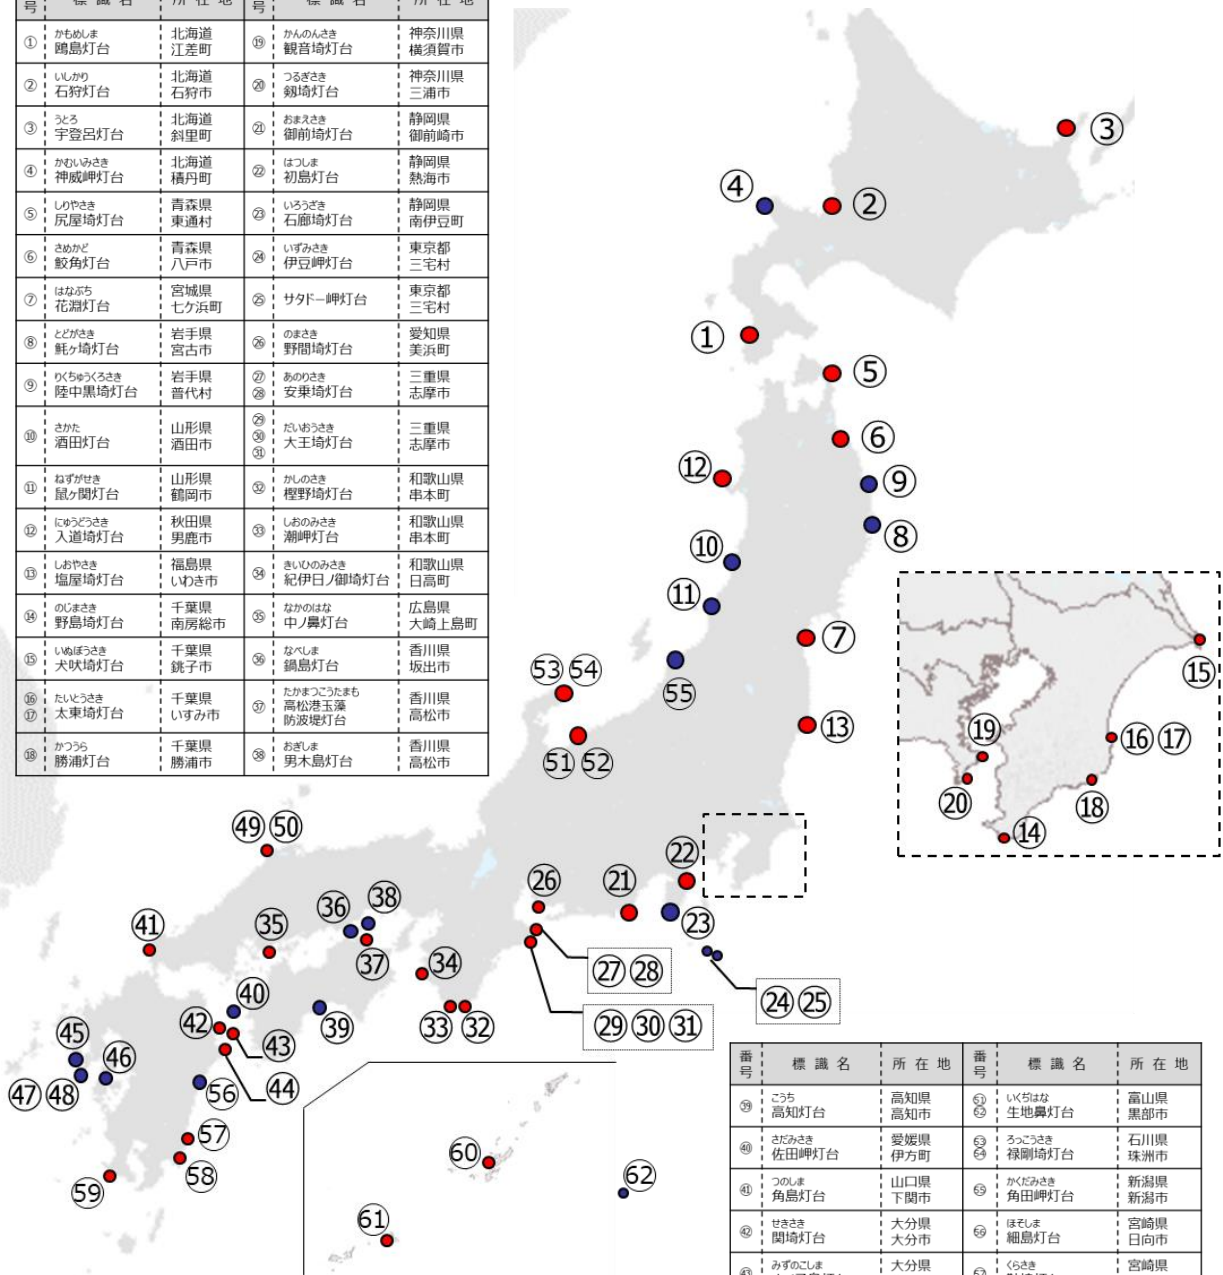 号 標 識 名 所 在 地 号 標 識 名 所 在 地
① かもめしま 鴎島灯台 北海道 江差町 ⑲ かんのんさき 観音埼灯台 神奈川県 横須賀市
② いしかり 石狩灯台 北海道 石狩市 ⑳ つるぎさき 剱埼灯台 神奈川県 三浦市
③ うとろ 宇登呂灯台 北海道 斜里町 ㉑ おまえさき 御前埼灯台 静岡県 御前崎市
④ かむいみさき 神威岬灯台 北海道 積丹町 ㉒ はつしま 初島灯台 静岡県 熱海市
⑤ しりやさき 尻屋埼灯台 青森県 東通村 ㉓ いろうざき 石廊埼灯台 静岡県 南伊豆町
⑥ さめかど 鮫角灯台 青森県 八戸市 ㉔ いずみさき 伊豆岬灯台 東京都 三宅村
⑦ はなぶち 花淵灯台 宮城県 七ケ浜町 ㉕ サタドー岬灯台 東京都 三宅村
⑧ とどがさき 魹ヶ埼灯台 岩手県 宮古市 ㉖ のまさき 野間埼灯台 愛知県 美浜町
⑨ りくちゅうくろさき 陸中黒埼灯台 岩手県 普代村 ㉗ ㉘ あのりさき 安乗埼灯台 三重県 志摩市
⑩ さかた 酒田灯台 山形県 酒田市 ㉙ ㉚ ㉛ だいおうさき 大王埼灯台 三重県 志摩市
⑪ ねずがせき 鼠ヶ関灯台 山形県 鶴岡市 ㉜ かしのさき 樫野埼灯台 和歌山県 串本町
⑫ にゅうどうさき 入道埼灯台 秋田県 男鹿市 ㉝ しおのみさき 潮岬灯台 和歌山県 串本町
⑬ しおやさき 塩屋埼灯台 福島県 いわき市 ㉞ きいひのみさき 紀伊日ノ御埼灯台 和歌山県 日高町
⑭ のじまさき 野島埼灯台 千葉県 南房総市 ㉟ なかのはな 中ノ鼻灯台 広島県 大崎上島町
⑮ いぬぼうさき 犬吠埼灯台 千葉県 銚子市 ㊱ なべしま 鍋島灯台 香川県 坂出市
⑯ ⑰ たいとうさき 太東埼灯台 千葉県 いすみ市 ㊲ たかまつこうたまも 高松港玉藻 防波堤灯台 香川県 高松市
⑱ かつうら 勝浦灯台 千葉県 勝浦市 ㊳ おぎしま 男木島灯台 香川県 高松市
③
④ ②
①
⑤
⑥
⑫ ⑨
⑧
⑩
⑪
⑦
53 54 55
⑬
51 52
⑮
⑲ ⑯ ⑰
⑳ ⑱
⑭
㊾ ㊿
㉒
㉖ ㉑
㊱ ㊳
㉓
㊶ ㉟
㊲ ㉞
㉗ ㉘
㉔ ㉕
㊵
㊷ ㊴ ㉝ ㉜ ㉙ ㉚ ㉛
㊸
㊺ ㊻
㊹
㊼ ㊽ 56
57
58
59
60
62
61
番号 標 識 名 所 在 地 番号 標 識 名 所 在 地
㊴ こうち 高知灯台 高知県 高知市 51 52 いくぢはな 生地鼻灯台 富山県 黒部市
㊵ さだみさき 佐田岬灯台 愛媛県 伊方町 53 54 ろっこうさき 禄剛埼灯台 石川県 珠洲市
㊶ つのしま 角島灯台 山口県 下関市 55 かくだみさき 角田岬灯台 新潟県 新潟市
㊷ せきさき 関埼灯台 大分県 大分市 56 ほそしま 細島灯台 宮崎県 日向市
㊸ みずのこしま 大分県 57 くらさき 宮崎県